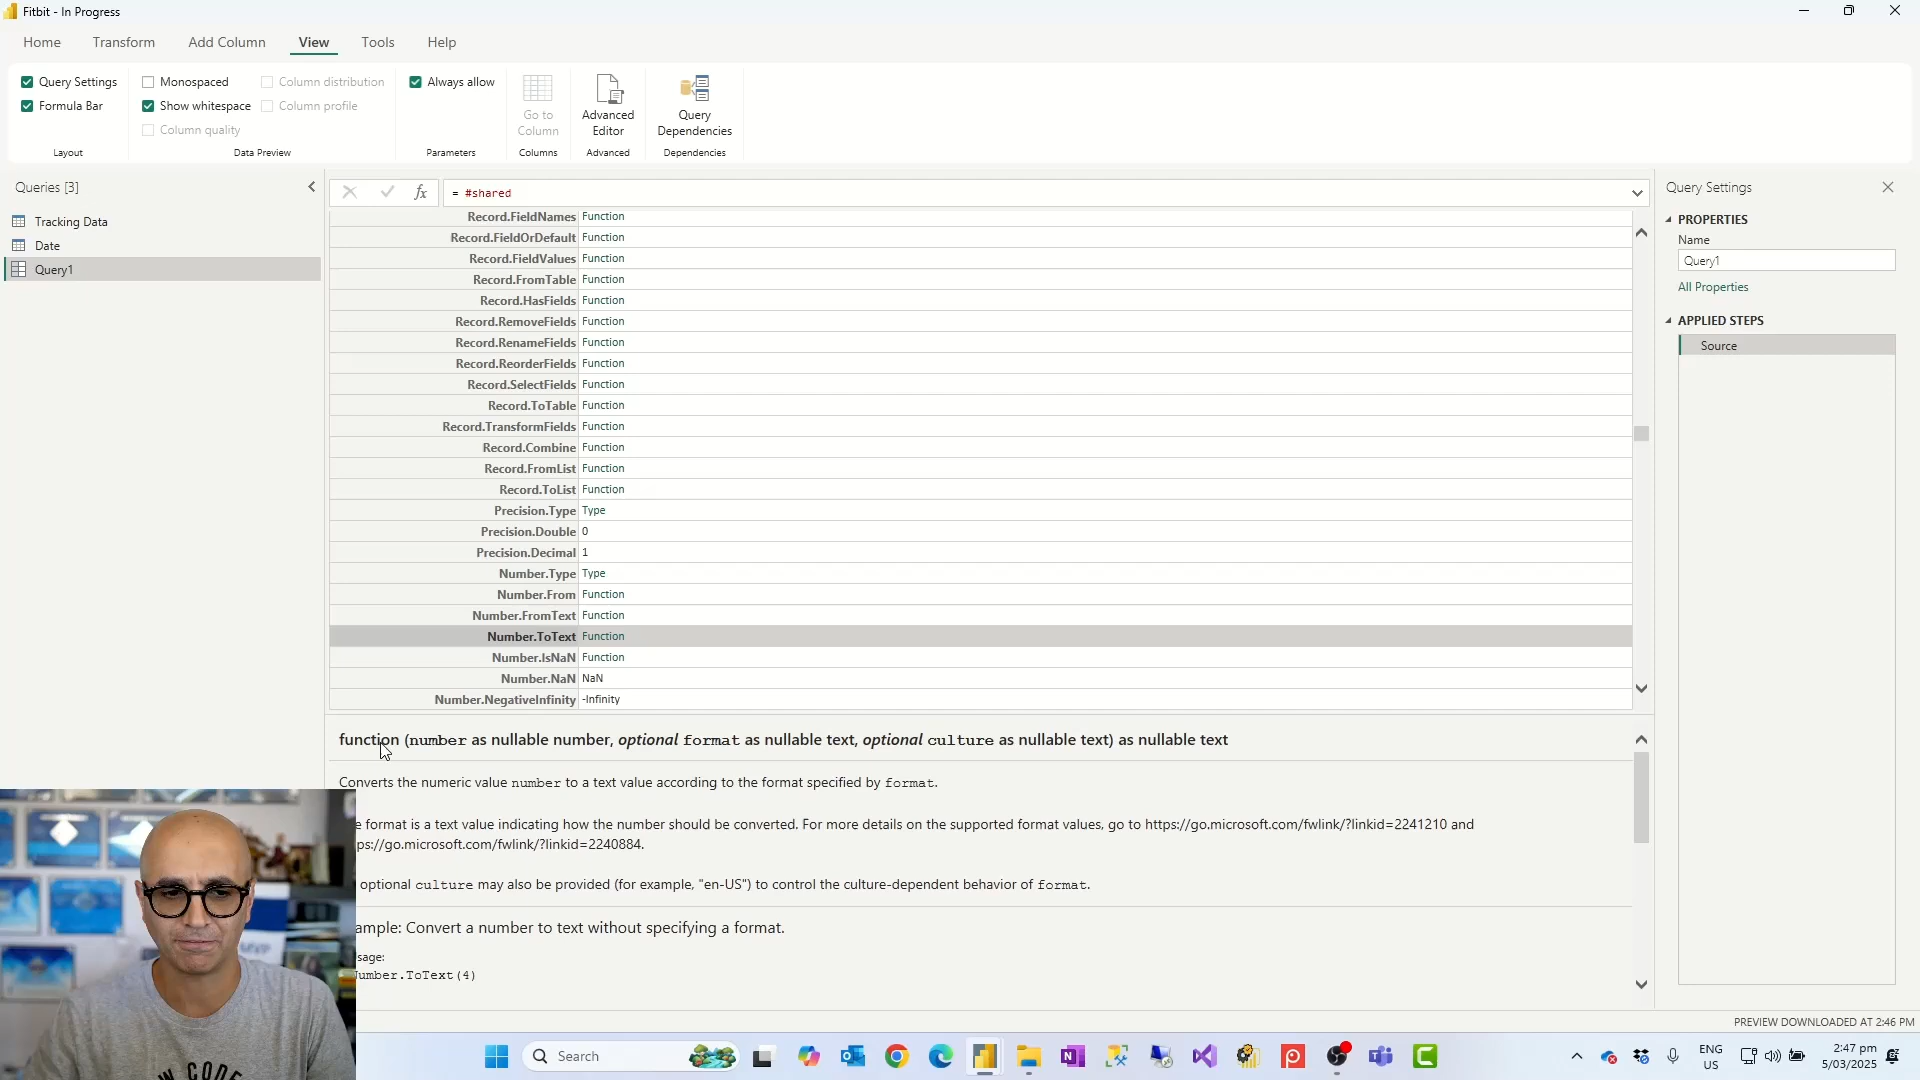 Fitbit - In Progress
Home Transform Add Column View Tools Help
Query Settings Monospaced Column distribution Always allow
Formula Bar Show whitespace Column profile
Column quality
Go to Column
Advanced Editor
Query Dependencies
Layout Data Preview Parameters Columns Advanced Dependencies
Queries [3]
Tracking Data
Date
Query1
fx = #shared
Record.FieldNames Function
Record.FieldOrDefault Function
Record.FieldValues Function
Record.FromTable Function
Record.HasFields Function
Record.RemoveFields Function
Record.RenameFields Function
Record.ReorderFields Function
Record.SelectFields Function
Record.ToTable Function
Record.TransformFields Function
Record.Combine Function
Record.FromList Function
Record.ToList Function
Precision.Type Type
Precision.Double 0
Precision.Decimal 1
Number.Type Type
Number.From Function
Number.FromText Function
Number.ToText Function
Number.IsNaN Function
Number.NaN NaN
Number.NegativeInfinity -Infinity
function (number as nullable number, optional format as nullable text, optional culture as nullable text) as nullable text
Converts the numeric value number to a text value according to the format specified by format.
e format is a text value indicating how the number should be converted. For more details on the supported format values, go to https://go.microsoft.com/fwlink/?linkid=2241210 and
ps://go.microsoft.com/fwlink/?linkid=2240884.
optional culture may also be provided (for example, "en-US") to control the culture-dependent behavior of format.
ample: Convert a number to text without specifying a format.
sage:
Number.ToText(4)
Query Settings
PROPERTIES
Name
Query1
All Properties
APPLIED STEPS
Source
PREVIEW DOWNLOADED AT 2:46 PM
Search
ENG
US
2:47 pm
5/03/2025